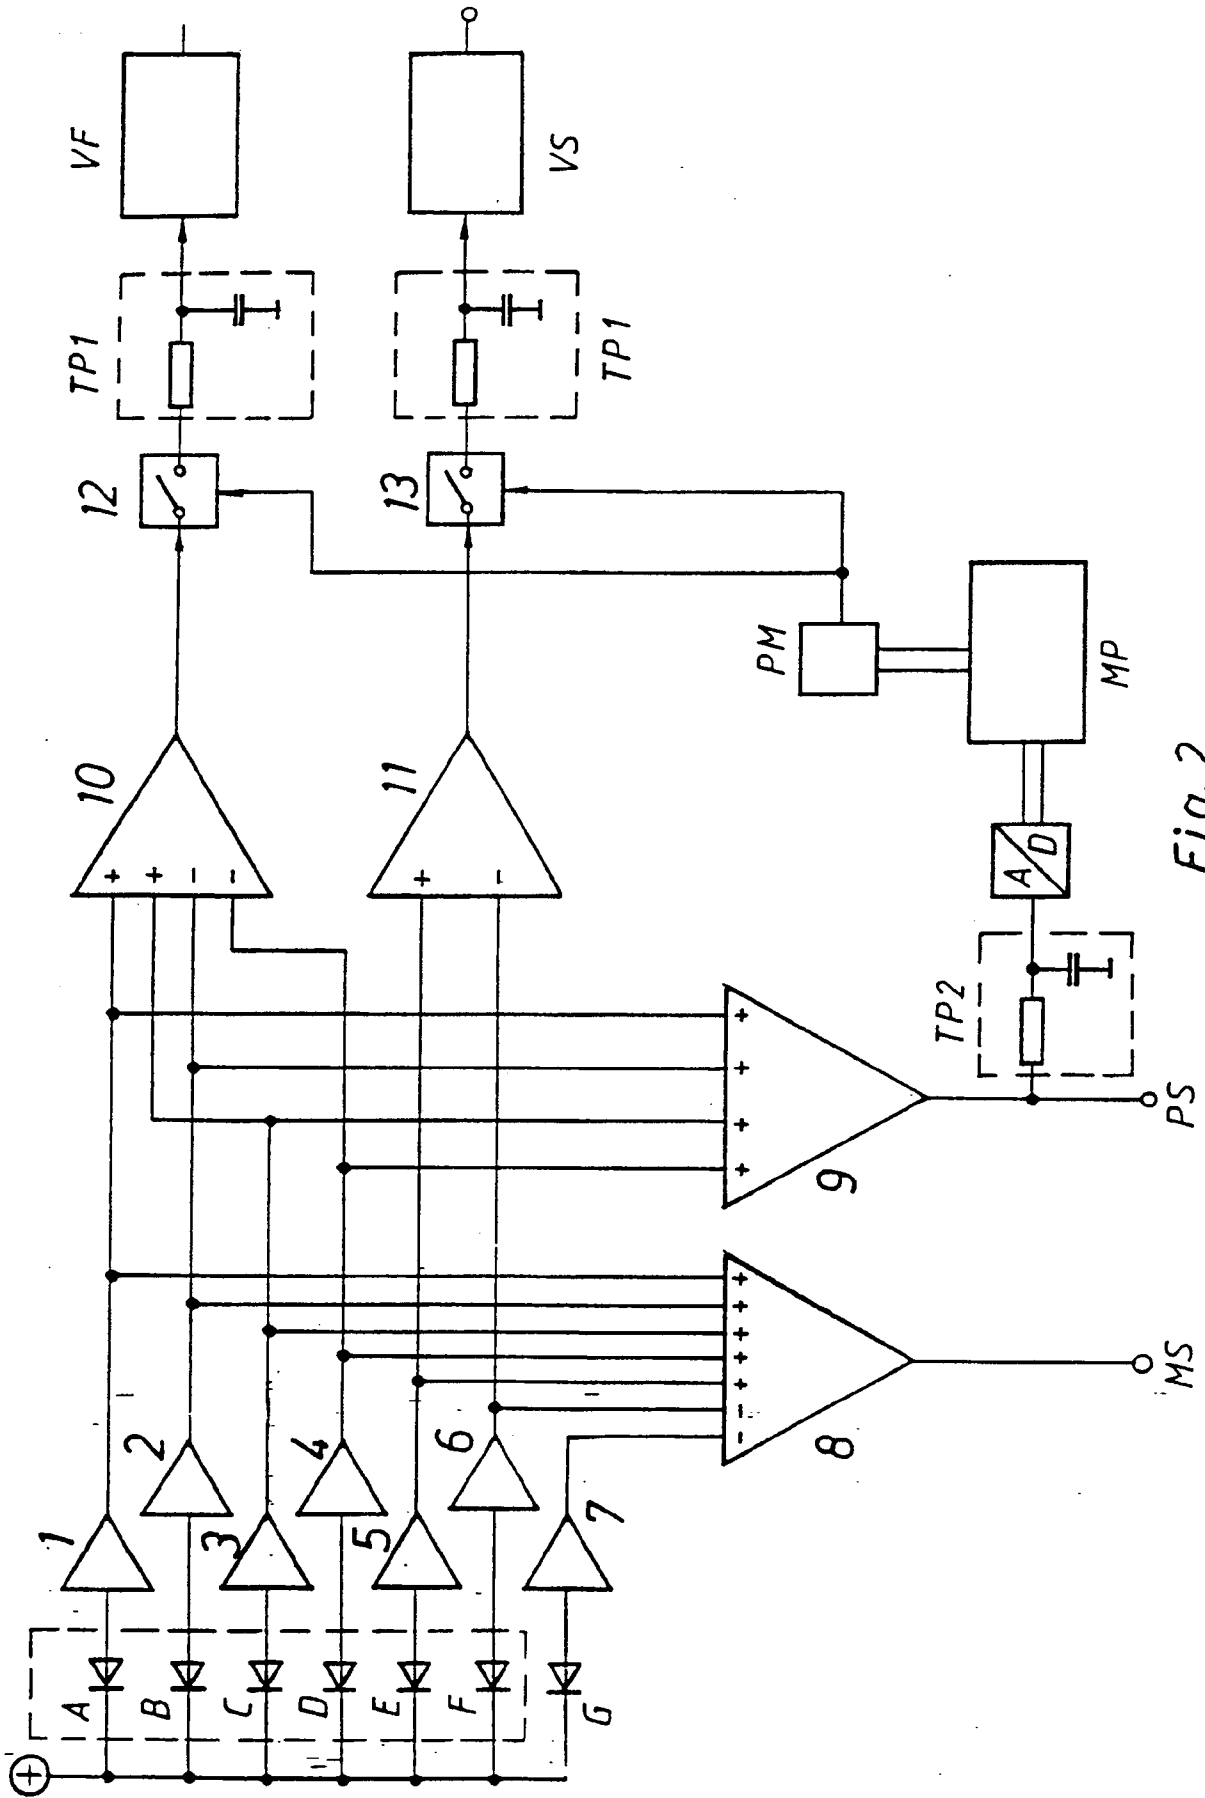 VF
VS
TP1
TP1
12
13
PM
MP
10
11
+
+
-
-
+
-
A
D
TP2
+
+
+
+
9
PS
+
+
+
+
+
-
-
8
MS
1
2
3
4
5
6
7
A
B
C
D
E
F
G
+
Fig. 2